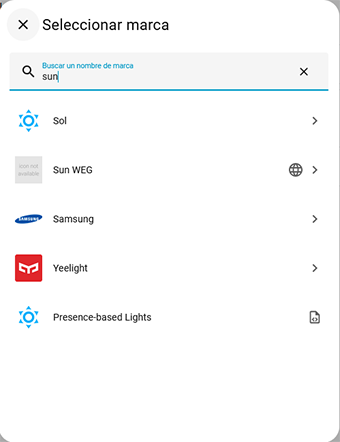 Seleccionar marca
Buscar un nombre de marca
sun
Sol
icon not
available
Sun WEG
SAMSUNG
Samsung
Yeelight
Presence-based Lights